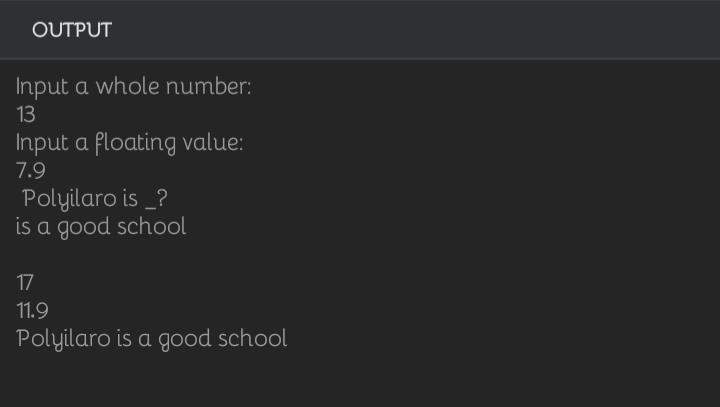 OUTPUT
Input a whole number:
13
Input a floating value:
7.9
Polyilaro is _?
is a good school
17
11.9
Polyilaro is a good school